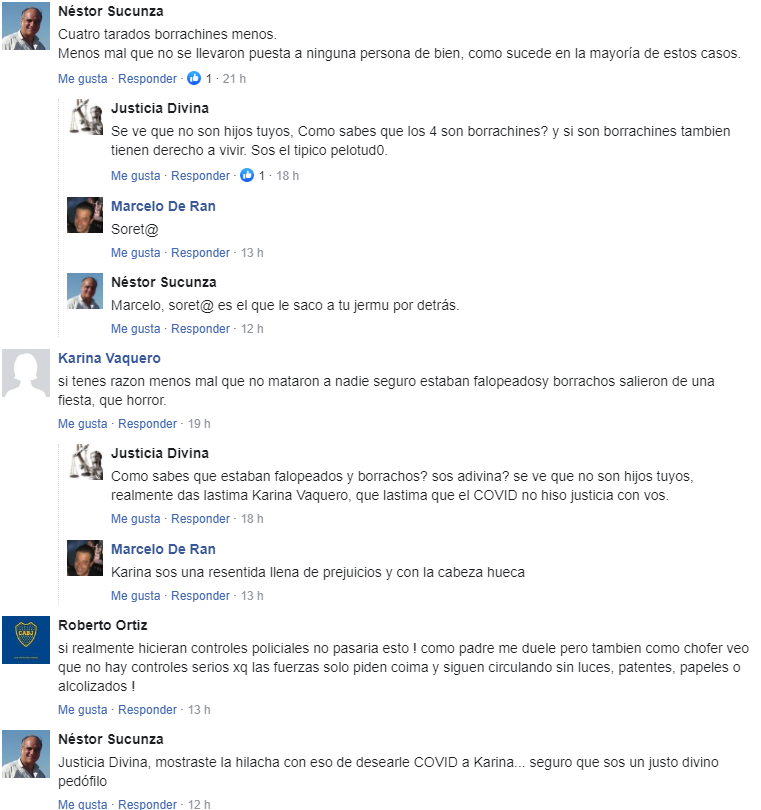 Néstor Sucunza
Cuatro tarados borrachines menos.
Menos mal que no se llevaron puesta a ninguna persona de bien, como sucede en la mayoría de estos casos.
Me gusta · Responder · 1 · 21 h
Justicia Divina
Se ve que no son hijos tuyos, Como sabes que los 4 son borrachines? y si son borrachines tambien
tienen derecho a vivir. Sos el tipico pelotud0.
Me gusta · Responder · 1 · 18 h
Marcelo De Ran
Soret@
Me gusta · Responder · 13 h
Néstor Sucunza
Marcelo, soret@ es el que le saco a tu jermu por detrás.
Me gusta · Responder · 12 h
Karina Vaquero
si tenes razon menos mal que no mataron a nadie seguro estaban falopeadosy borrachos salieron de una
fiesta, que horror.
Me gusta · Responder · 19 h
Justicia Divina
Como sabes que estaban falopeados y borrachos? sos adivina? se ve que no son hijos tuyos,
realmente das lastima Karina Vaquero, que lastima que el COVID no hiso justicia con vos.
Me gusta · Responder · 18 h
Marcelo De Ran
Karina sos una resentida llena de prejuicios y con la cabeza hueca
Me gusta · Responder · 13 h
CABJ
Roberto Ortiz
si realmente hicieran controles policiales no pasaria esto ! como padre me duele pero tambien como chofer veo
que no hay controles serios xq las fuerzas solo piden coima y siguen circulando sin luces, patentes, papeles o
alcolizados !
Me gusta · Responder · 13 h
Néstor Sucunza
Justicia Divina, mostraste la hilacha con eso de desearle COVID a Karina... seguro que sos un justo divino
pedófilo
Me gusta · Responder · 12 h